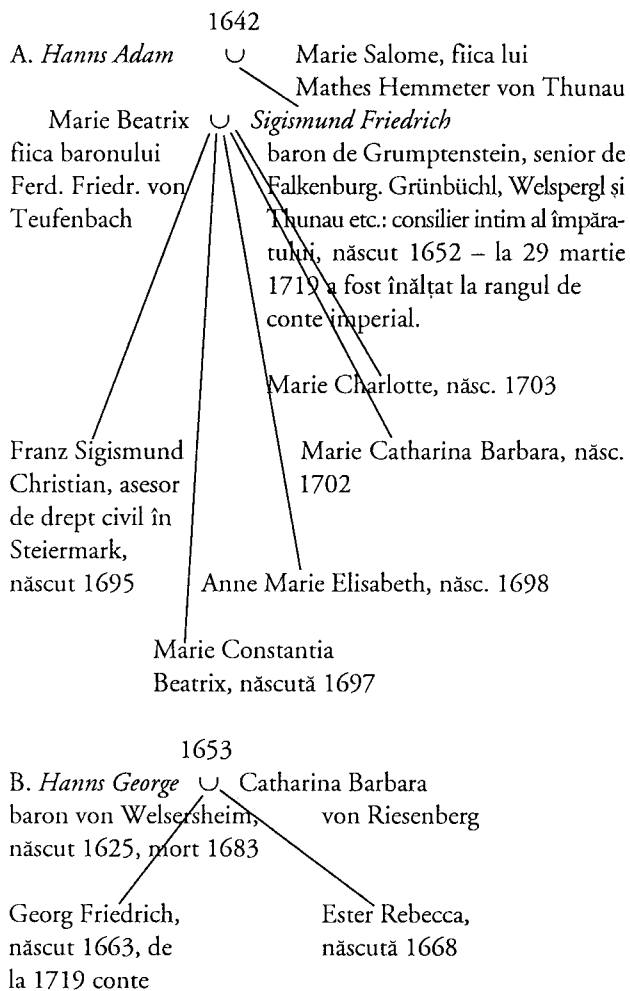 1642
A. Hanns Adam ∪ Marie Salome, fiica lui
Mathes Hemmeter von Thunau
Marie Beatrix ∪ Sigismund Friedrich
fiica baronului
Ferd. Friedr. von
Teufenbach
baron de Grumptenstein, senior de
Falkenburg. Grünbüchl, Welspergl și
Thunau etc.: consilier intim al împăra-
tului, născut 1652 – la 29 martie
1719 a fost înălțat la rangul de
conte imperial.
Marie Charlotte, născ. 1703
Franz Sigismund
Christian, asesor
de drept civil în
Steiermark,
născut 1695
Marie Catharina Barbara, născ.
1702
Anne Marie Elisabeth, născ. 1698
Marie Constantia
Beatrix, născută 1697
1653
B. Hanns George ∪ Catharina Barbara
baron von Welsersheim, von Riesenberg
născut 1625, mort 1683
Georg Friedrich,
născut 1663, de
la 1719 conte
Ester Rebecca,
născută 1668